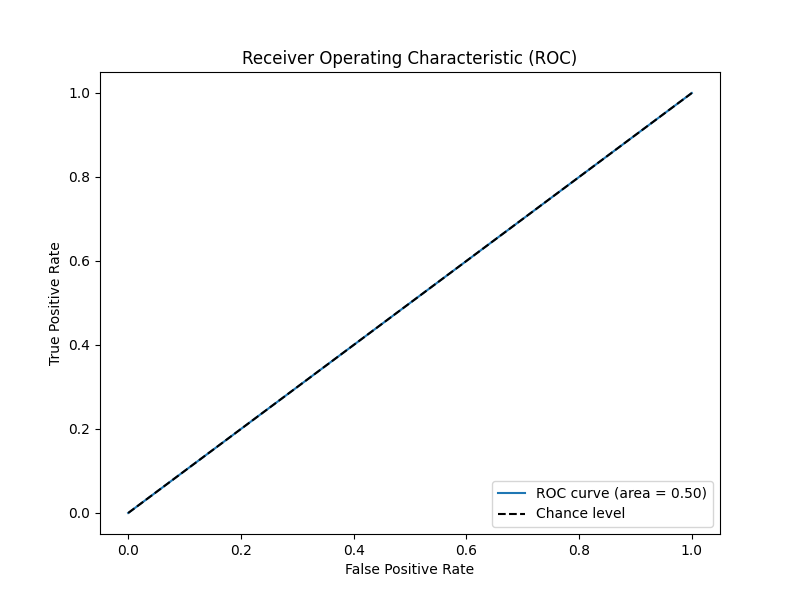 Receiver Operating Characteristic (ROC)
1.0
0.8
0.6
0.4
0.2
0.0
True Positive Rate
ROC curve (area = 0.50)
Chance level
0.0 0.2 0.4 0.6 0.8 1.0
False Positive Rate